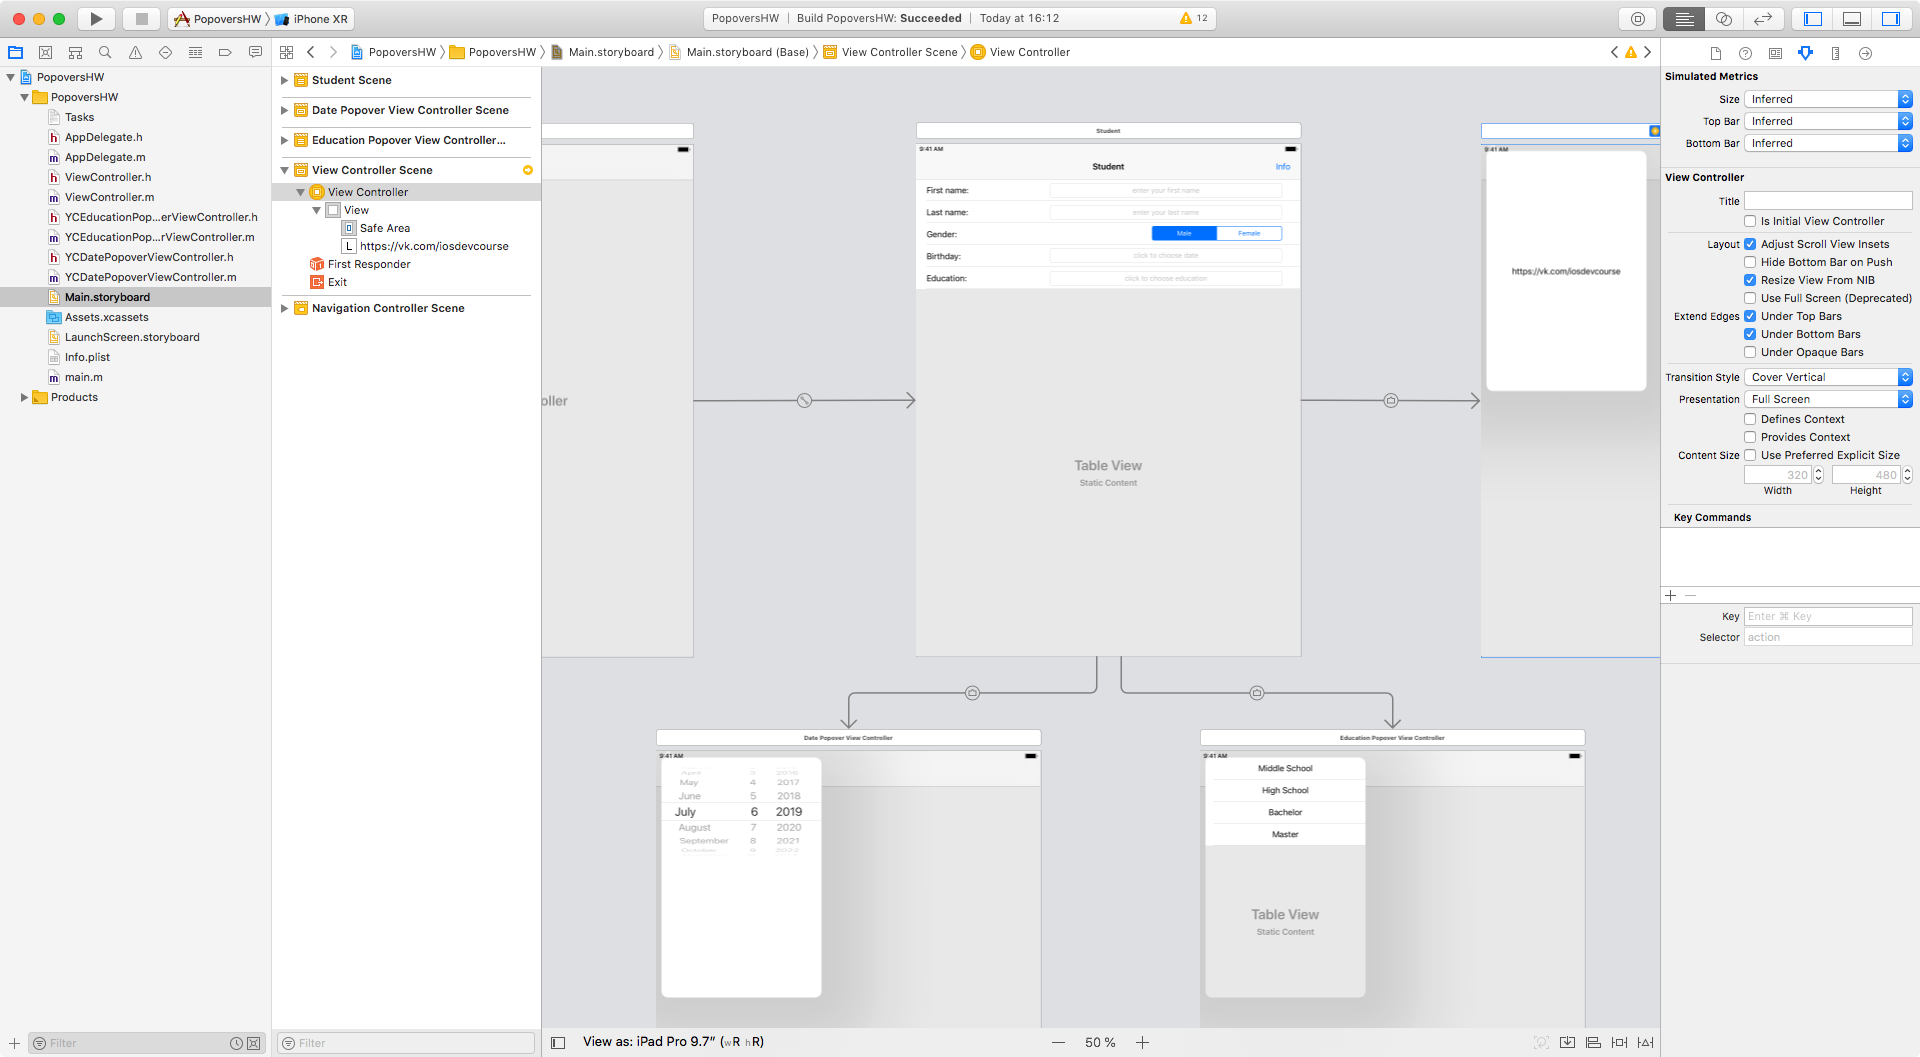 PopoversHW 〉 iPhone XR
PopoversHW | Build PopoversHW: Succeeded | Today at 16:12
12
PopoversHW 〉 PopoversHW 〉 Main.storyboard 〉 Main.storyboard (Base) 〉 View Controller Scene 〉 View Controller
PopoversHW
PopoversHW
Tasks
AppDelegate.h
AppDelegate.m
ViewController.h
ViewController.m
YCEducationPop...erViewController.h
YCEducationPop...rViewController.m
YCDatePopoverViewController.h
YCDatePopoverViewController.m
Main.storyboard
Assets.xcassets
LaunchScreen.storyboard
Info.plist
main.m
Products
Filter
Student Scene
Date Popover View Controller Scene
Education Popover View Controller...
View Controller Scene
View Controller
View
Safe Area
L https://vk.com/iosdevcourse
First Responder
Exit
Navigation Controller Scene
Filter
oller
Student
9:41 AM
Student
Info
First name: enter your first name
Last name: enter your last name
Gender: Male Female
Birthday: click to choose date
Education: click to choose education
Table View
Static Content
9:41 AM
https://vk.com/iosdevcourse
Date Popover View Controller
9:41 AM
April 3 2016
May 4 2017
June 5 2018
July 6 2019
August 7 2020
September 8 2021
October 9 2022
Education Popover View Controller
9:41 AM
Middle School
High School
Bachelor
Master
Table View
Static Content
View as: iPad Pro 9.7" (wR hR)
— 50 % +
Simulated Metrics
Size Inferred
Top Bar Inferred
Bottom Bar Inferred
View Controller
Title
Is Initial View Controller
Layout Adjust Scroll View Insets
Hide Bottom Bar on Push
Resize View From NIB
Use Full Screen (Deprecated)
Extend Edges Under Top Bars
Under Bottom Bars
Under Opaque Bars
Transition Style Cover Vertical
Presentation Full Screen
Defines Context
Provides Context
Content Size Use Preferred Explicit Size
320 480
Width Height
Key Commands
Key Enter ⌘ Key
Selector action